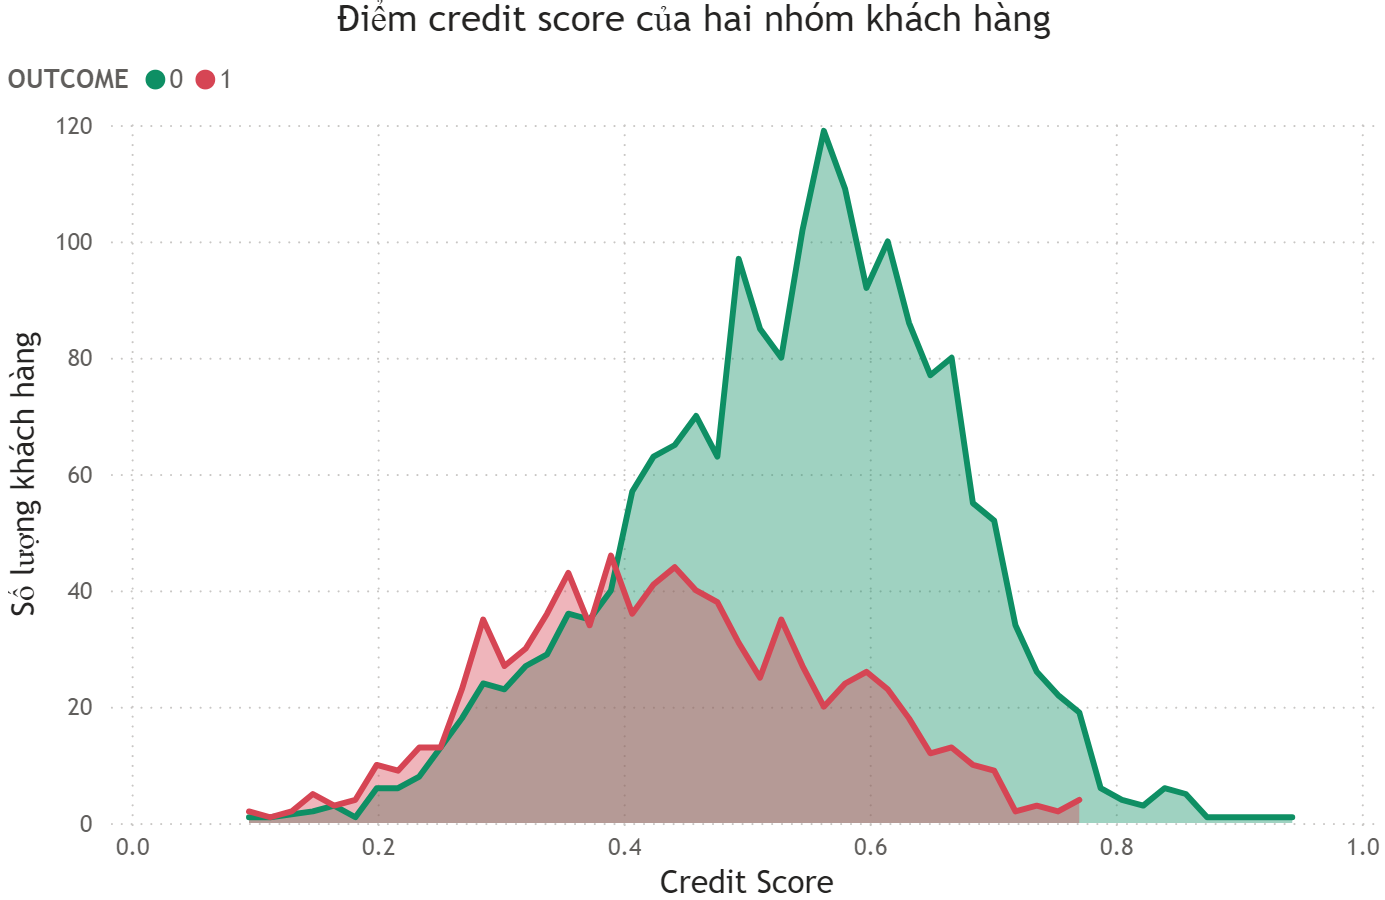 Điểm credit score của hai nhóm khách hàng
OUTCOME 0 1
120
100
80
60
40
20
0
Số lượng khách hàng
0.0 0.2 0.4 0.6 0.8 1.0
Credit Score